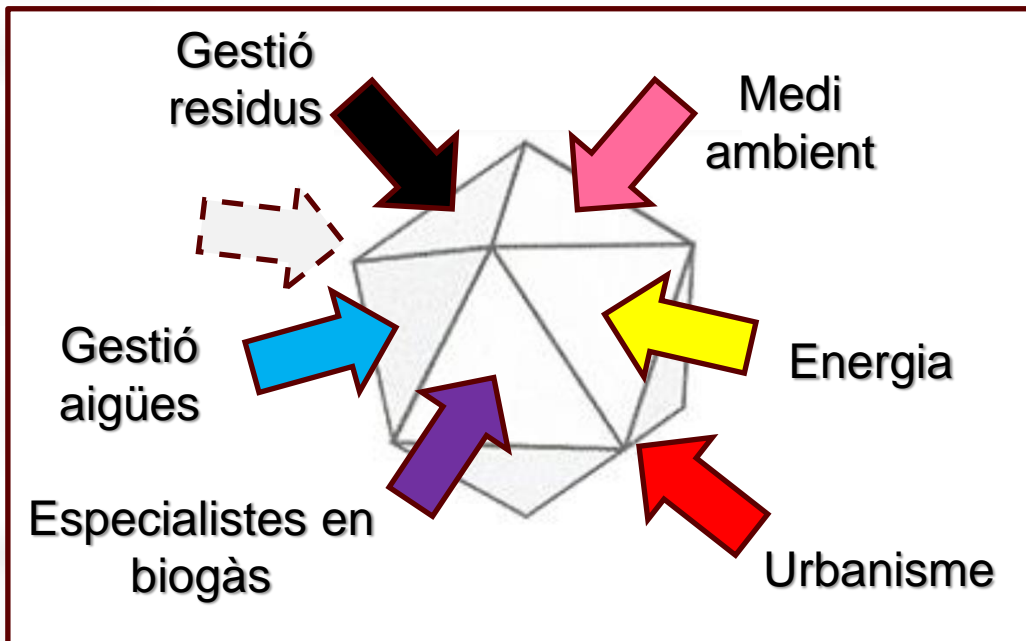 Gestió
residus
Medi
ambient
Gestió
aigües
Energia
Especialistes en
biogàs
Urbanisme